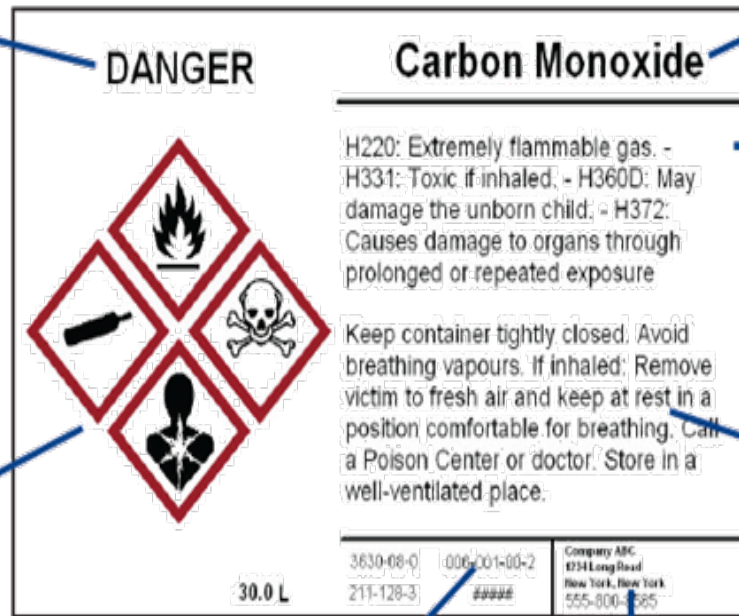 DANGER
Carbon Monoxide
H220: Extremely flammable gas. -
H331: Toxic if inhaled. - H360D: May
damage the unborn child. - H372:
Causes damage to organs through
prolonged or repeated exposure
Keep container tightly closed. Avoid
breathing vapours. If inhaled: Remove
victim to fresh air and keep at rest in a
position comfortable for breathing. Call
a Poison Center or doctor. Store in a
well-ventilated place.
30.0 L
3630-08-0 006-001-00-2
211-128-3 #####
Company ABC
1234 Long Road
New York, New York